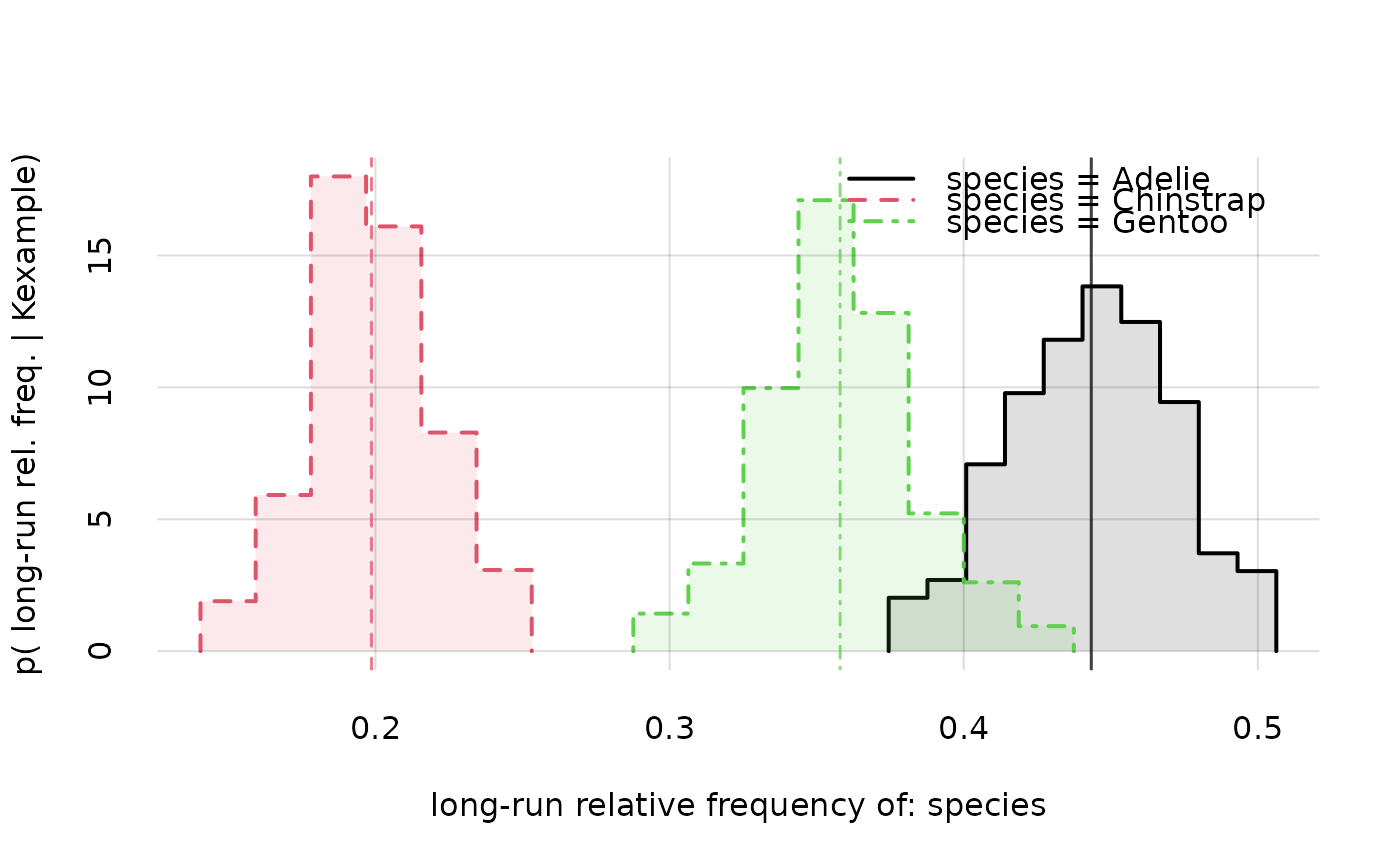 species = Adelie
species = Chinstrap
species = Gentoo
p( long-run rel. freq. | Kexample)
15
10
5
0
0.2 0.3 0.4 0.5
long-run relative frequency of: species